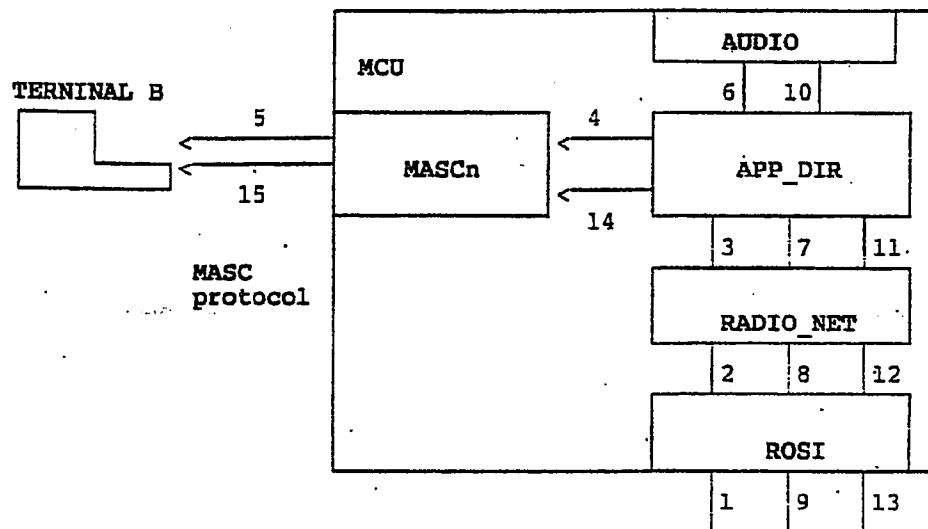 AUDIO
MCU
6 10
TERNINAL B
5
4
MASCn
APP_DIR
15
14
3 7 11
MASC
protocol
RADIO_NET
2 8 12
ROSI
1 9 13